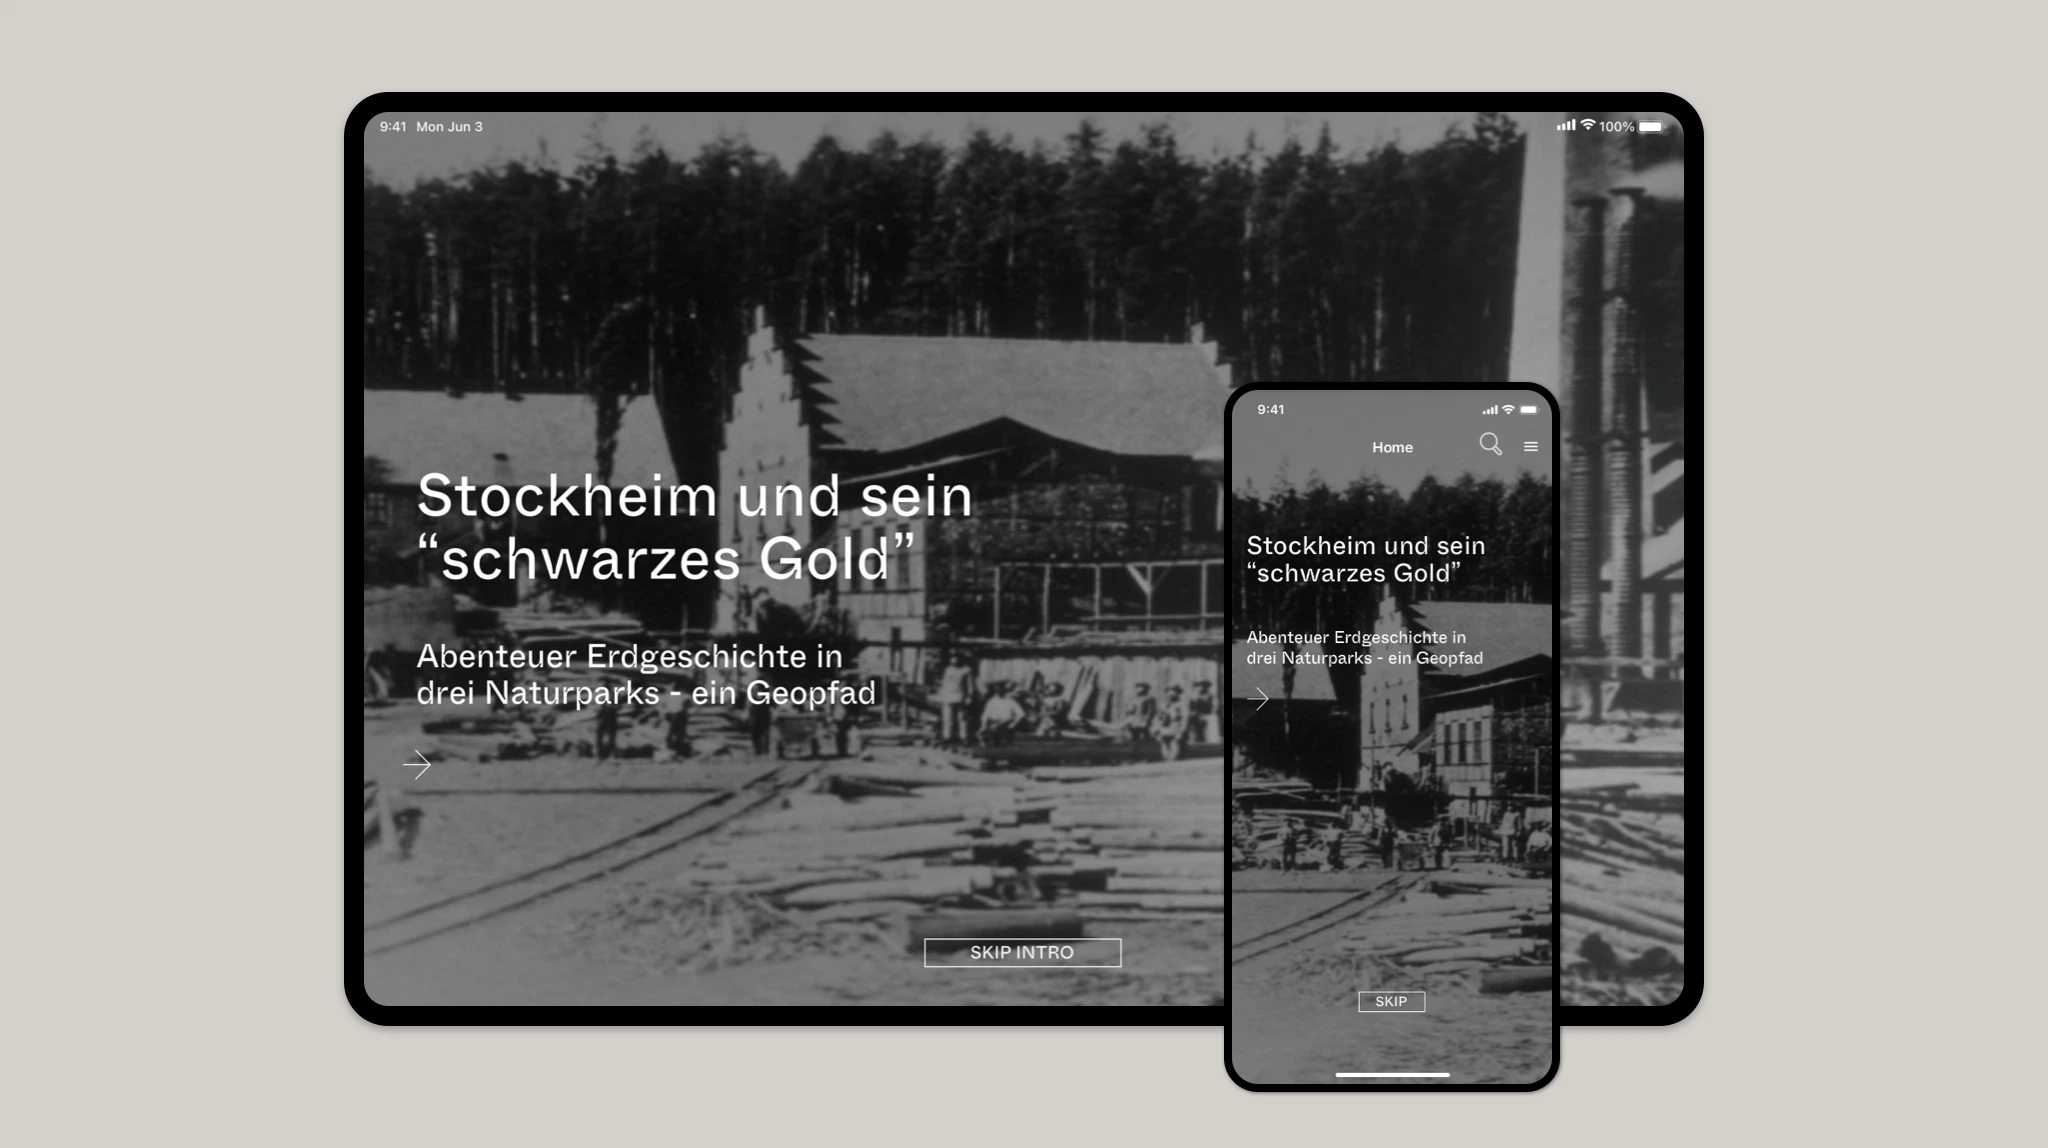 9:41 Mon Jun 3
100%
Stockheim und sein
“schwarzes Gold”
Abenteuer Erdgeschichte in
drei Naturparks - ein Geopfad
SKIP INTRO
9:41
Home
Stockheim und sein
“schwarzes Gold”
Abenteuer Erdgeschichte in
drei Naturparks - ein Geopfad
SKIP